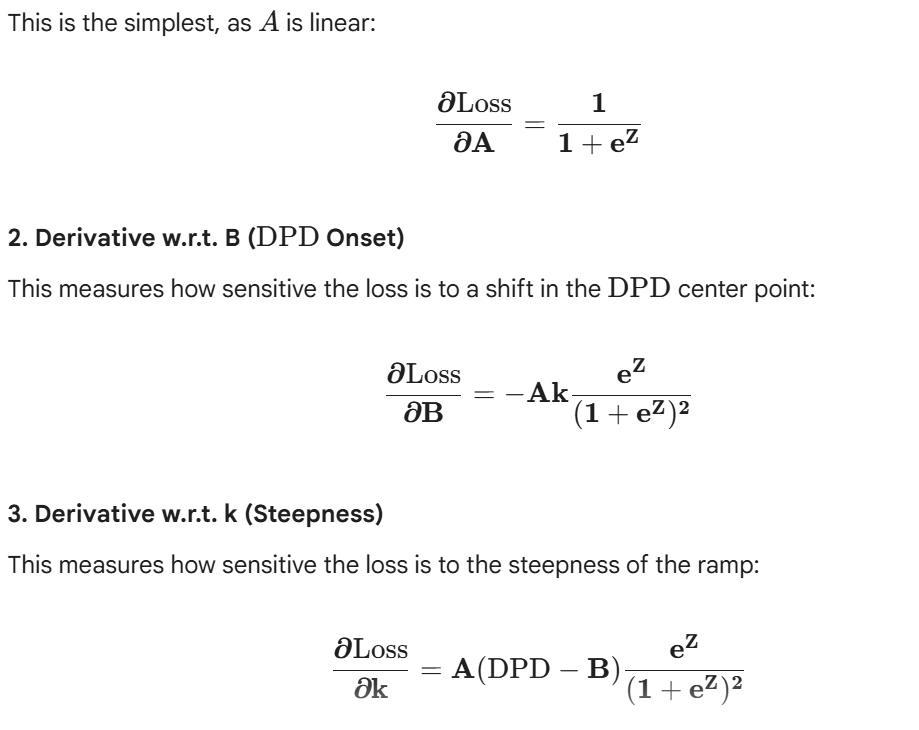 This is the simplest, as A is linear:
∂Loss/∂A = 1/(1 + e^Z)
2. Derivative w.r.t. B (DPD Onset)
This measures how sensitive the loss is to a shift in the DPD center point:
∂Loss/∂B = −Ak e^Z/(1 + e^Z)²
3. Derivative w.r.t. k (Steepness)
This measures how sensitive the loss is to the steepness of the ramp:
∂Loss/∂k = A(DPD − B) e^Z/(1 + e^Z)²